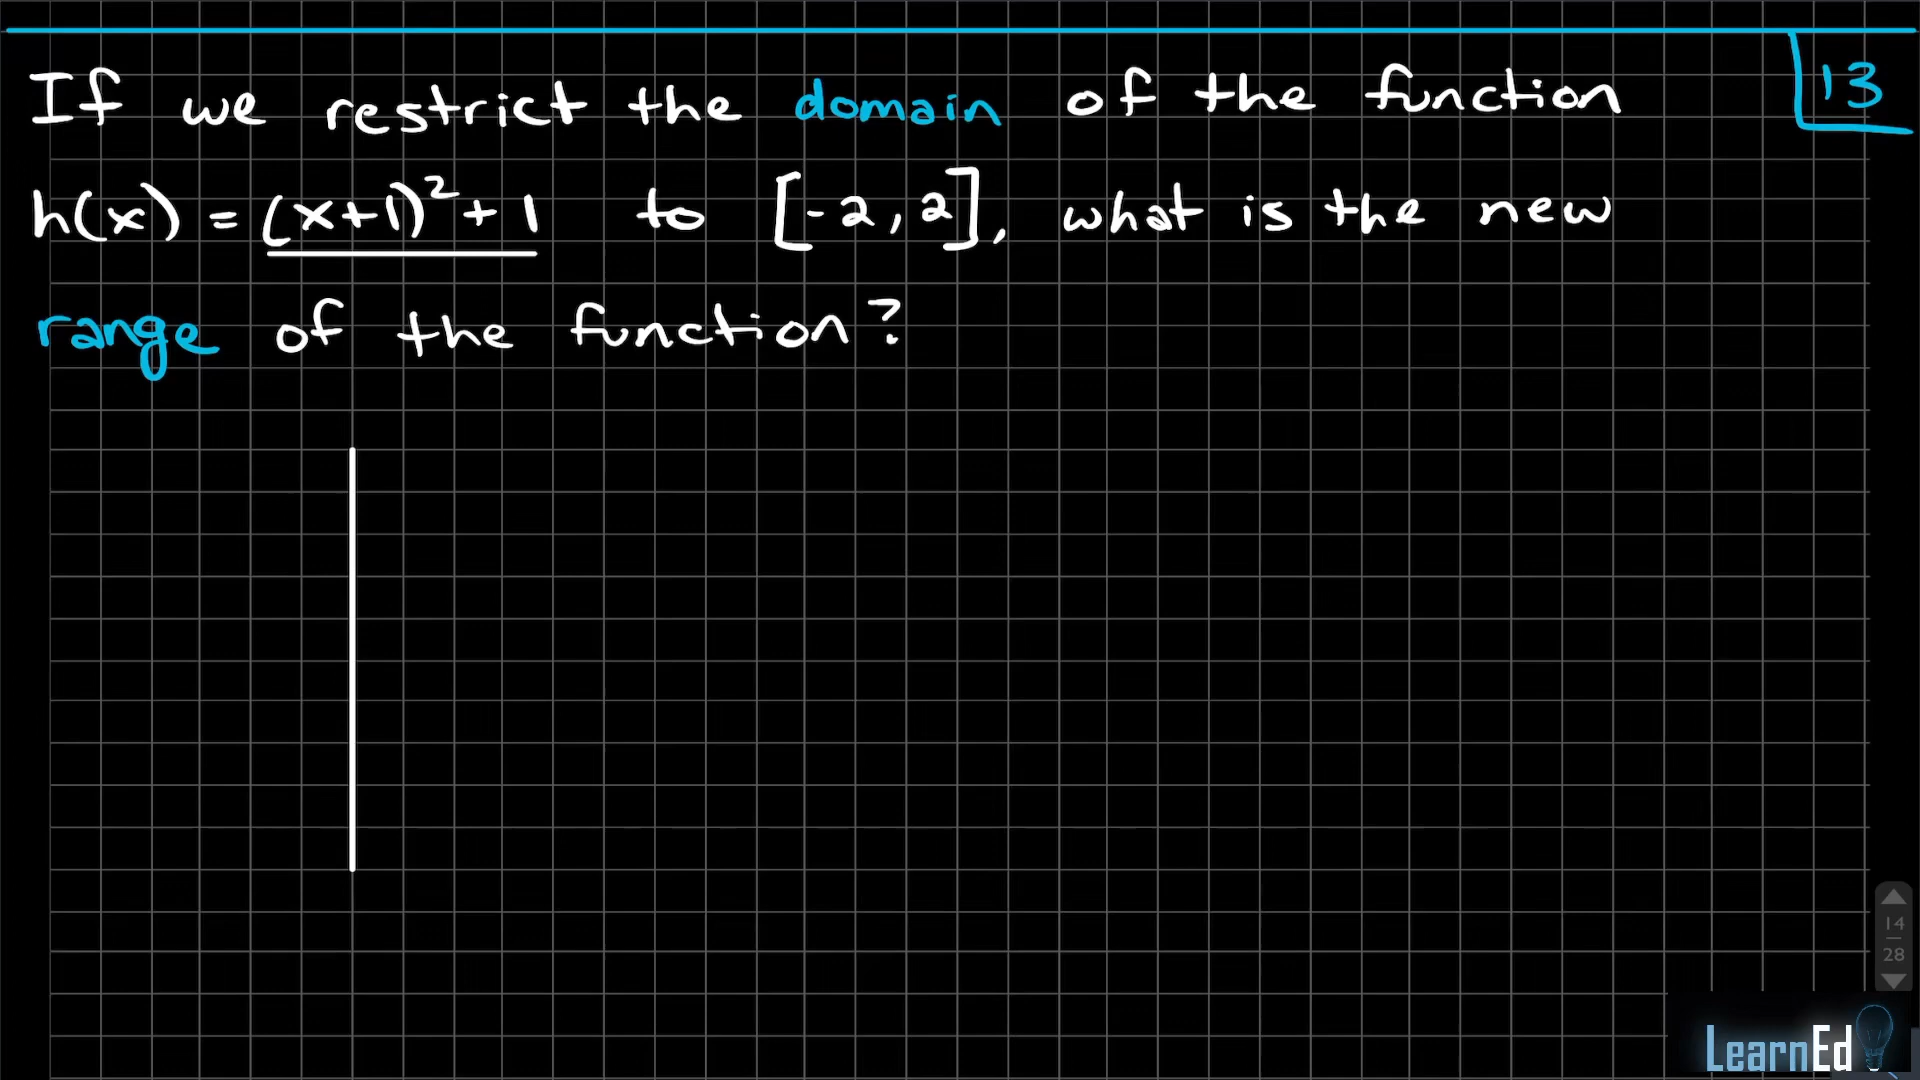 If we restrict the domain of the function
13
h(x) = (x+1)² + 1 to [-2, 2], what is the new
range of the function?
14
28
LearnEd